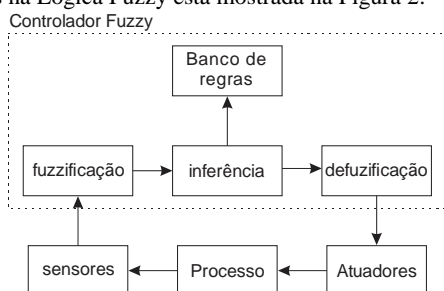 s na Lógica Fuzzy está mostrada na Figura 2.
Controlador Fuzzy
Banco de
regras
fuzzificação
inferência
defuzificação
sensores
Processo
Atuadores